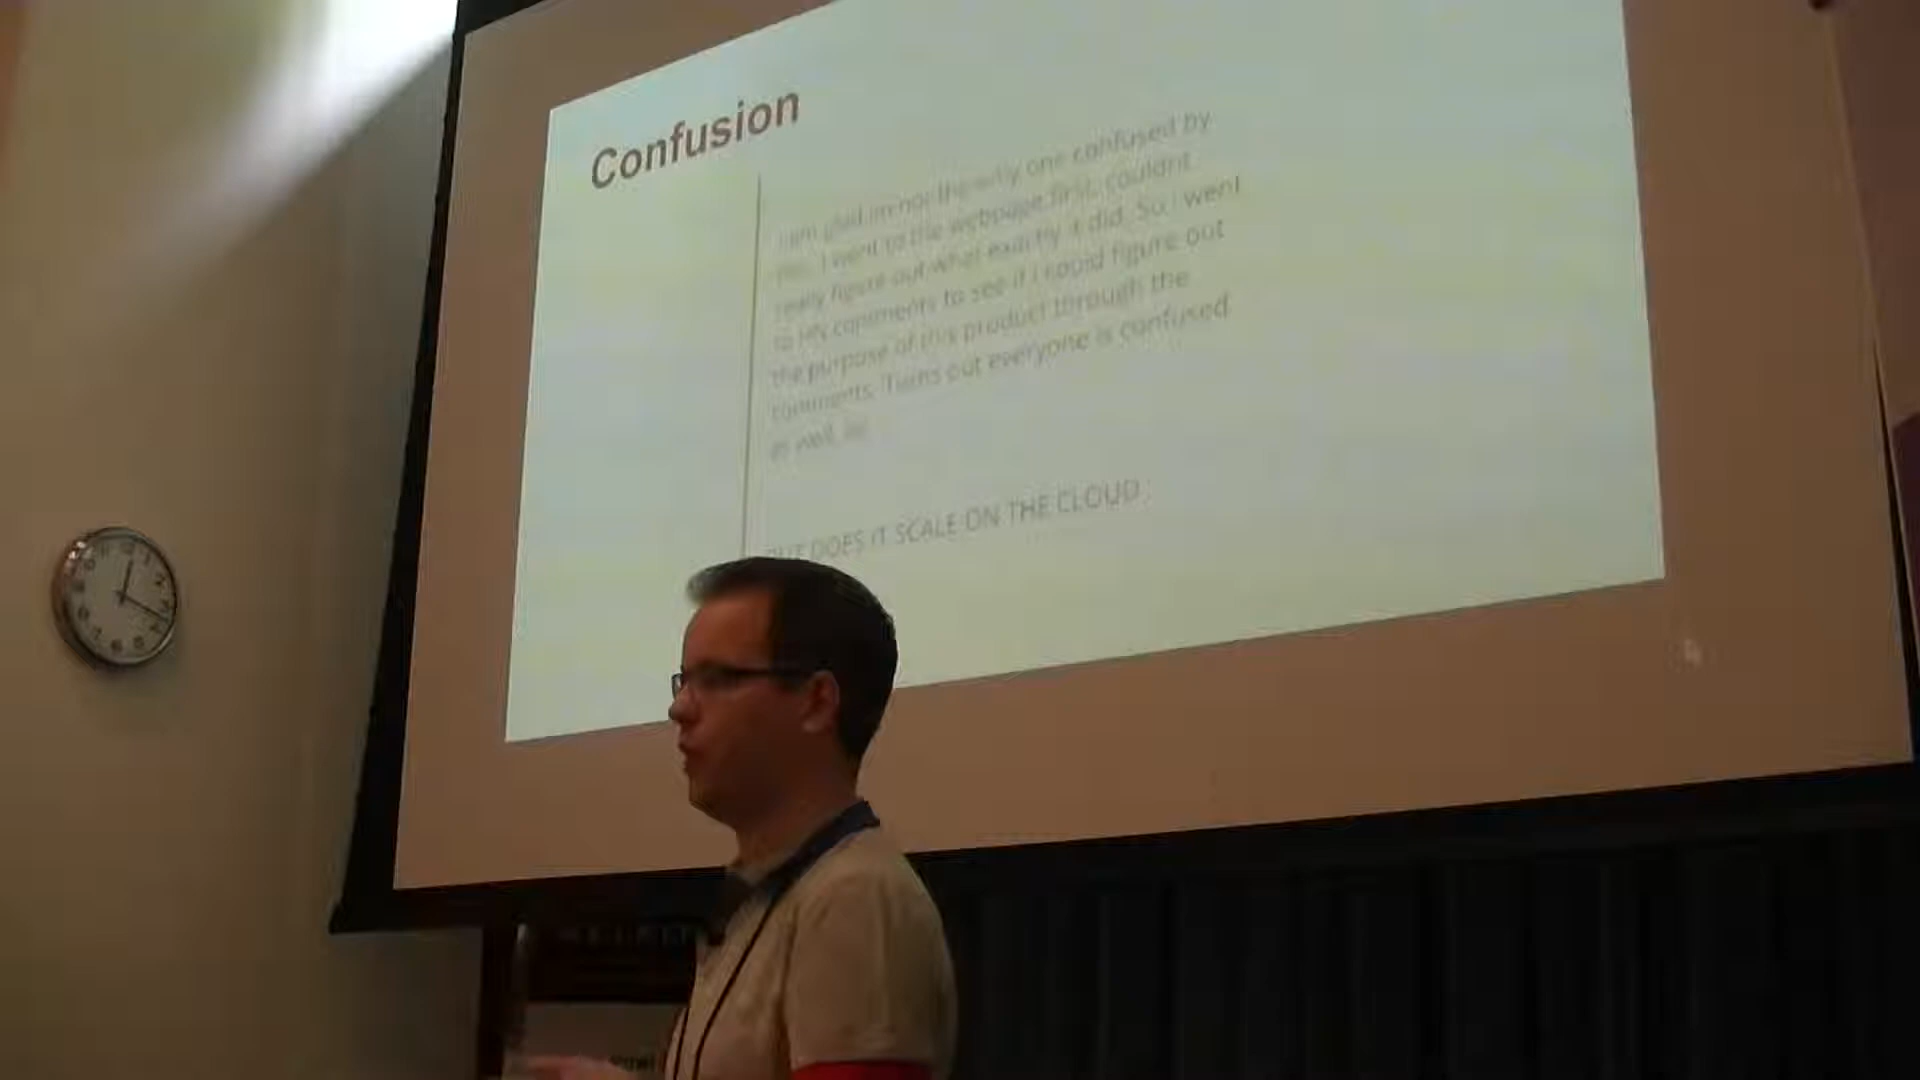 Confusion
I am glad im not the only one confused by
this. I went to the webpage first, couldnt
really figure out what exactly it did. So i went
to HN comments to see if i could figure out
the purpose of this product through the
comments. Turns out everyone is confused
as well
BUT DOES IT SCALE ON THE CLOUD